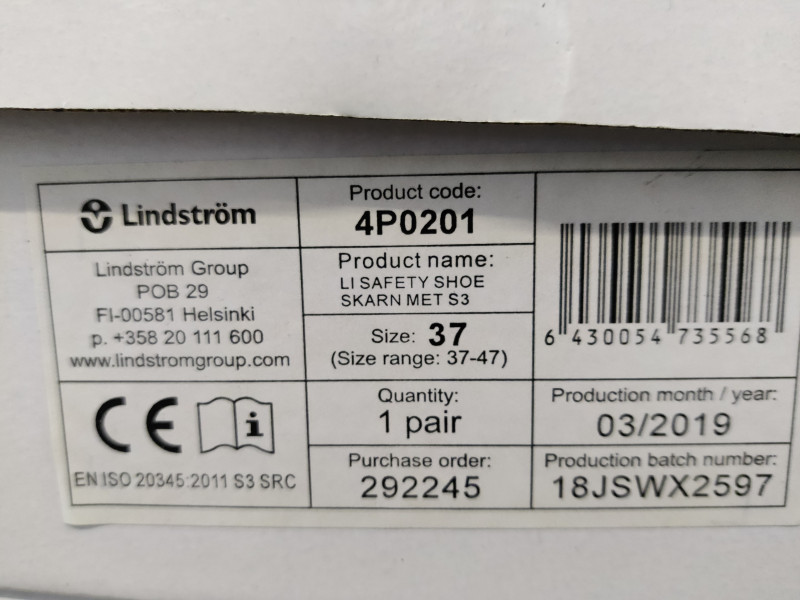 Lindström
Lindström Group
POB 29
FI-00581 Helsinki
p. +358 20 111 600
www.lindstromgroup.com
CE i
EN ISO 20345:2011 S3 SRC
Product code:
4P0201
Product name:
LI SAFETY SHOE
SKARN MET S3
Size: 37
(Size range: 37-47)
Quantity:
1 pair
Purchase order:
292245
6 430054 735568
Production month / year:
03/2019
Production batch number:
18JSWX2597